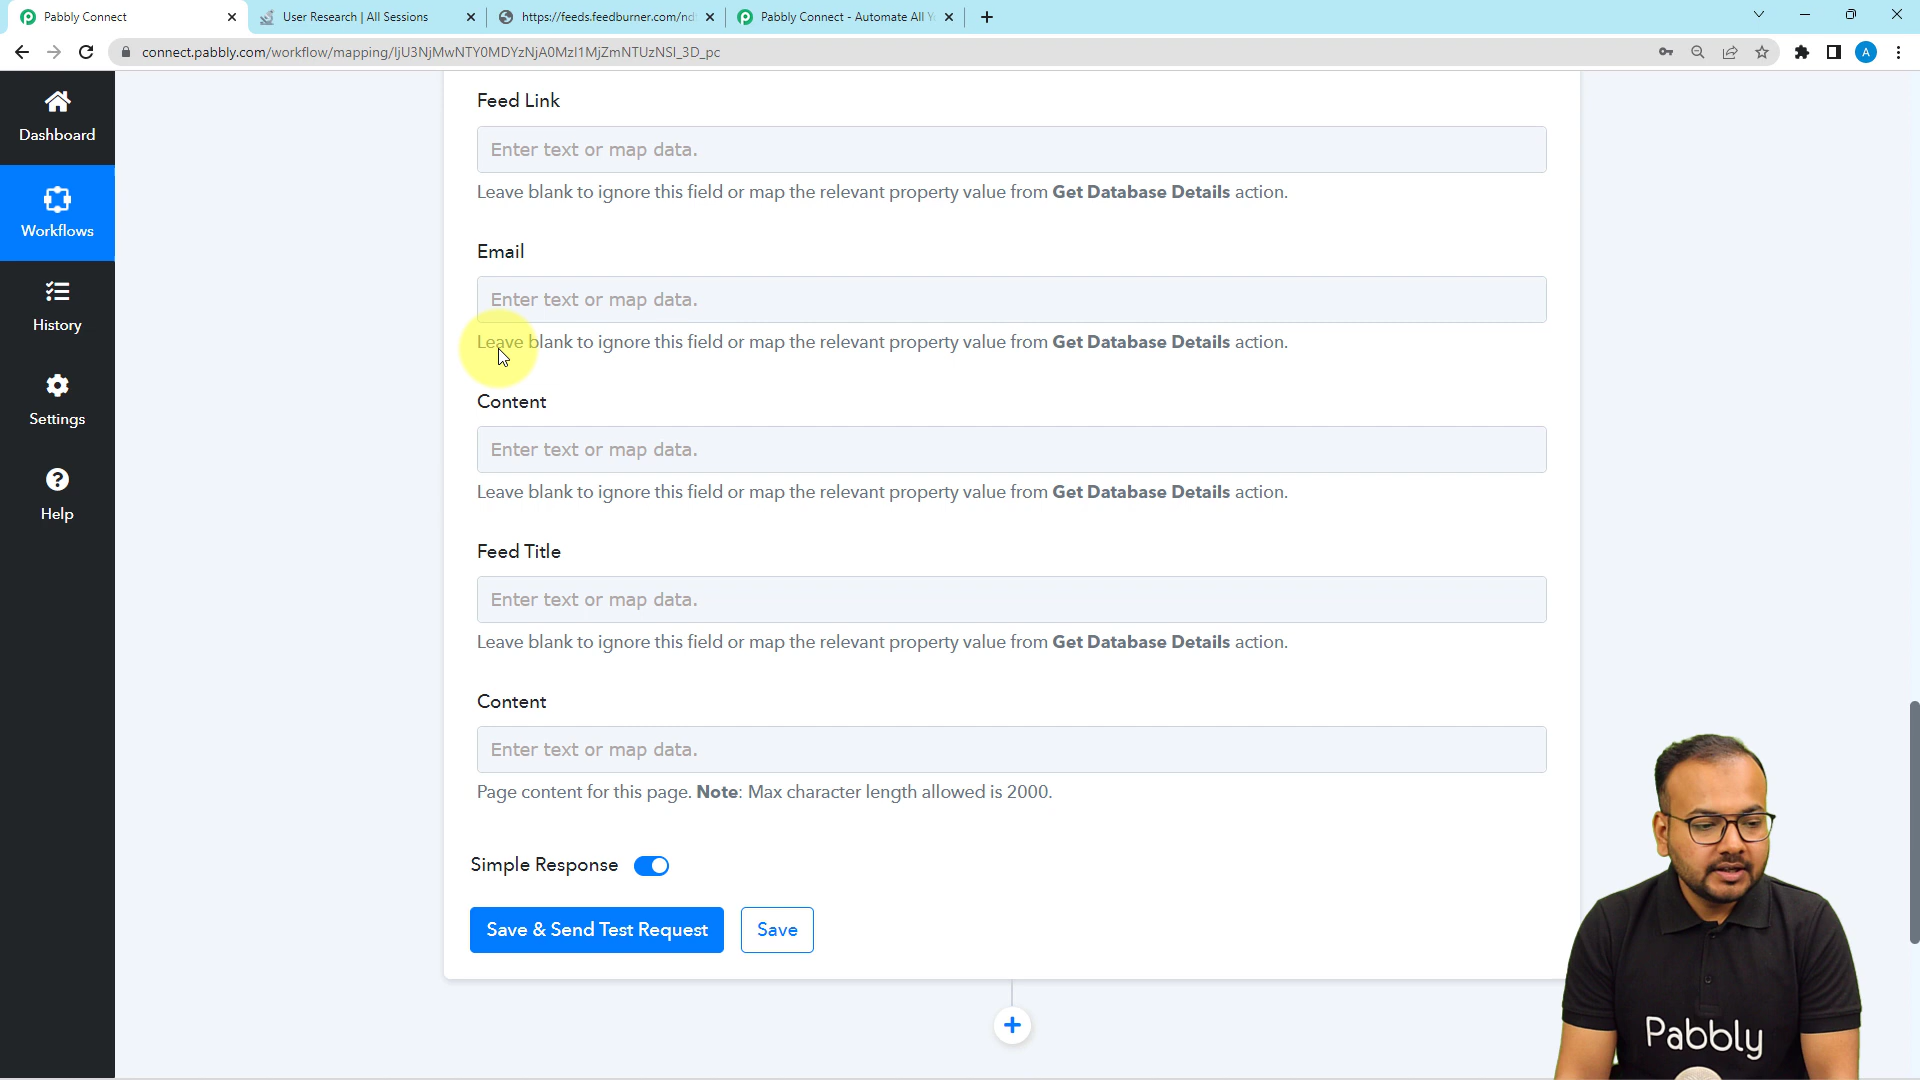 Pabbly Connect
User Research | All Sessions
https://feeds.feedburner.com/nd
Pabbly Connect - Automate All Y
connect.pabbly.com/workflow/mapping/
A
Dashboard
Workflows
History
Settings
Help
Feed Link
Enter text or map data.
Leave blank to ignore this field or map the relevant property value from Get Database Details action.
Email
Enter text or map data.
Leave blank to ignore this field or map the relevant property value from Get Database Details action.
Content
Enter text or map data.
Leave blank to ignore this field or map the relevant property value from Get Database Details action.
Feed Title
Enter text or map data.
Leave blank to ignore this field or map the relevant property value from Get Database Details action.
Content
Enter text or map data.
Page content for this page. Note: Max character length allowed is 2000.
Simple Response
Save & Send Test Request
Save
Pabbly